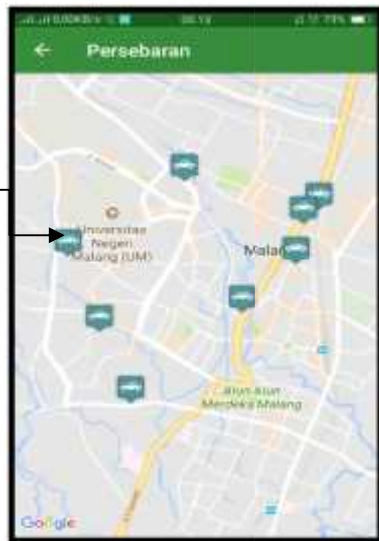 Persebaran
Universitas
Negeri
Malang (UM)
Malang
Alun-Alun
Merdeka Malang
Google